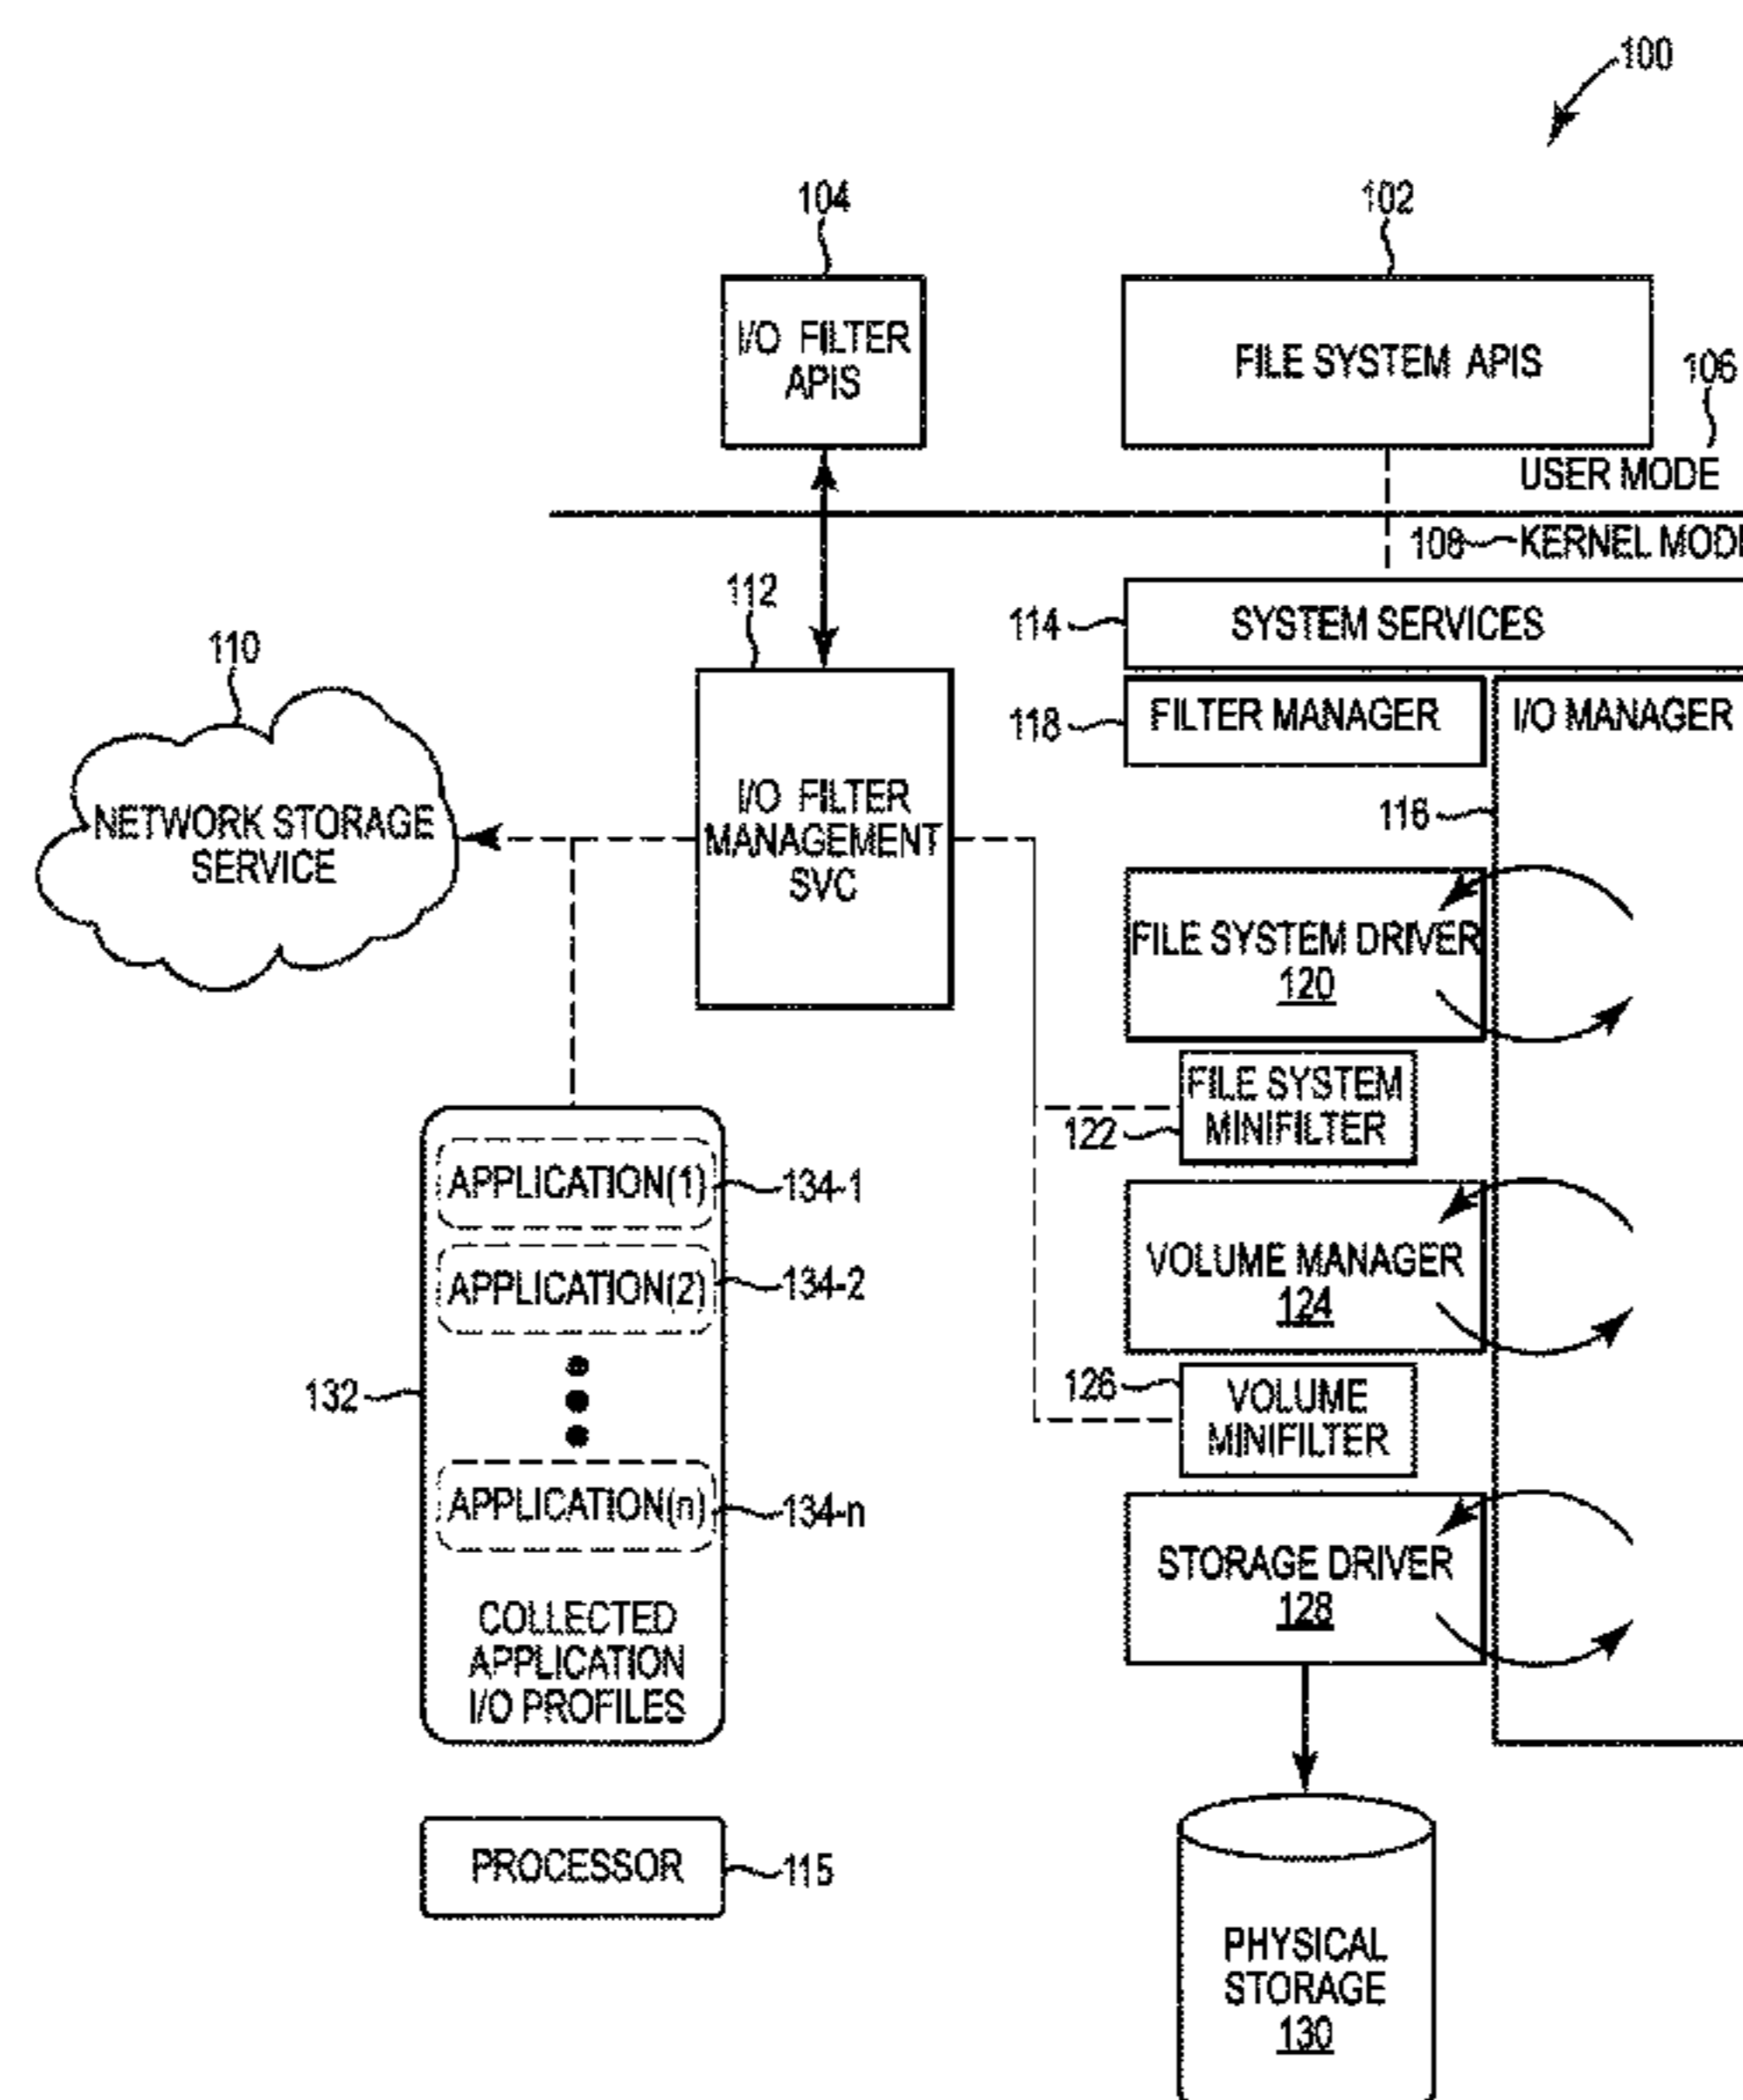 100
104
102
I/O FILTER
APIS
FILE SYSTEM APIS
106
USER MODE
108
KERNEL MODE
112
114
SYSTEM SERVICES
110
118
FILTER MANAGER
I/O MANAGER
NETWORK STORAGE
SERVICE
I/O FILTER
MANAGEMENT
SVC
116
FILE SYSTEM DRIVER
120
FILE SYSTEM
MINIFILTER
122
APPLICATION(1)
134-1
APPLICATION(2)
134-2
VOLUME MANAGER
124
132
126
VOLUME
MINIFILTER
APPLICATION(n)
134-n
STORAGE DRIVER
128
COLLECTED
APPLICATION
I/O PROFILES
PROCESSOR
115
PHYSICAL
STORAGE
130